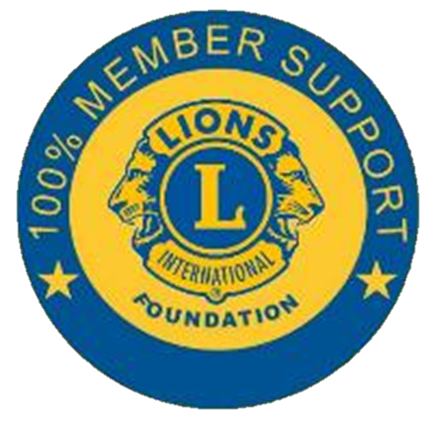 100% MEMBER SUPPORT
LIONS
L
INTERNATIONAL
®
FOUNDATION